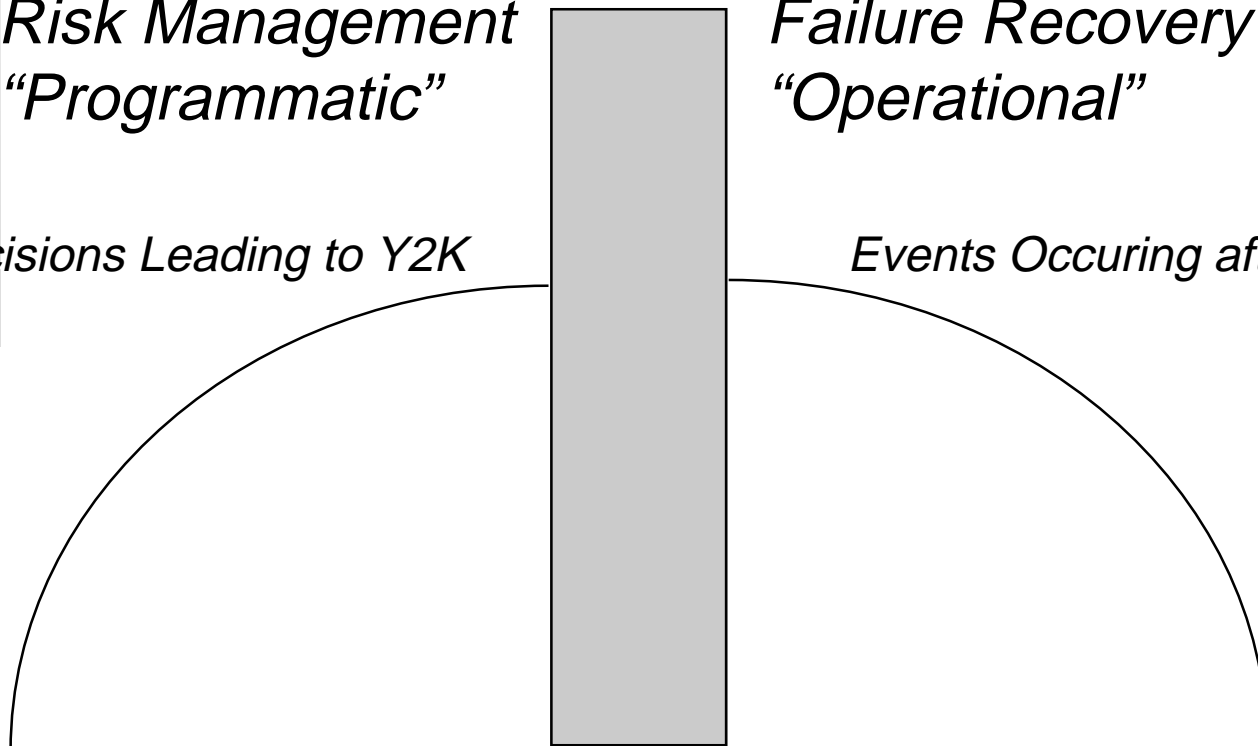 Risk Management
“Programmatic”
Failure Recovery
“Operational”
Leading to Y2K
Events Occuring